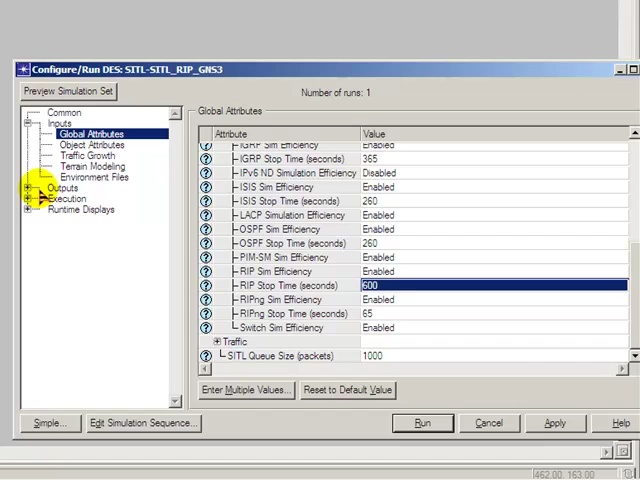 Configure/Run DES: SITL-SITL_RIP_GNS3
Preview Simulation Set
Number of runs: 1
Common
Inputs
Global Attributes
Object Attributes
Traffic Growth
Terrain Modeling
Environment Files
Outputs
Execution
Runtime Displays
Global Attributes
Attribute Value
IGRP Sim Efficiency Enabled
IGRP Stop Time (seconds) 365
IPv6 ND Simulation Efficiency Disabled
ISIS Sim Efficiency Enabled
ISIS Stop Time (seconds) 260
LACP Simulation Efficiency Enabled
OSPF Sim Efficiency Enabled
OSPF Stop Time (seconds) 260
PIM-SM Sim Efficiency Enabled
RIP Sim Efficiency Enabled
RIP Stop Time (seconds) 600
RIPng Sim Efficiency Enabled
RIPng Stop Time (seconds) 65
Switch Sim Efficiency Enabled
Traffic
SITL Queue Size (packets) 1000
Enter Multiple Values... Reset to Default Value
Simple... Edit Simulation Sequence... Run Cancel Apply Help
462.00, 163.00